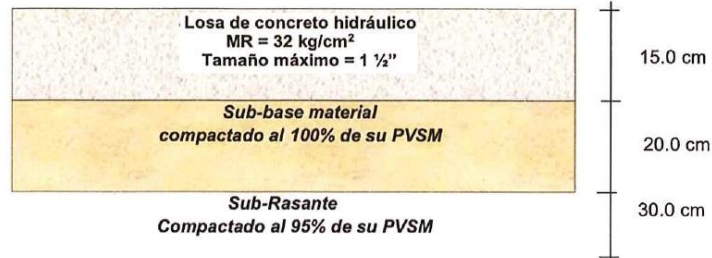 Losa de concreto hidráulico
MR = 32 kg/cm²
Tamaño máximo = 1 ½”
15.0 cm
Sub-base material
compactado al 100% de su PVSM
20.0 cm
Sub-Rasante
Compactado al 95% de su PVSM
30.0 cm